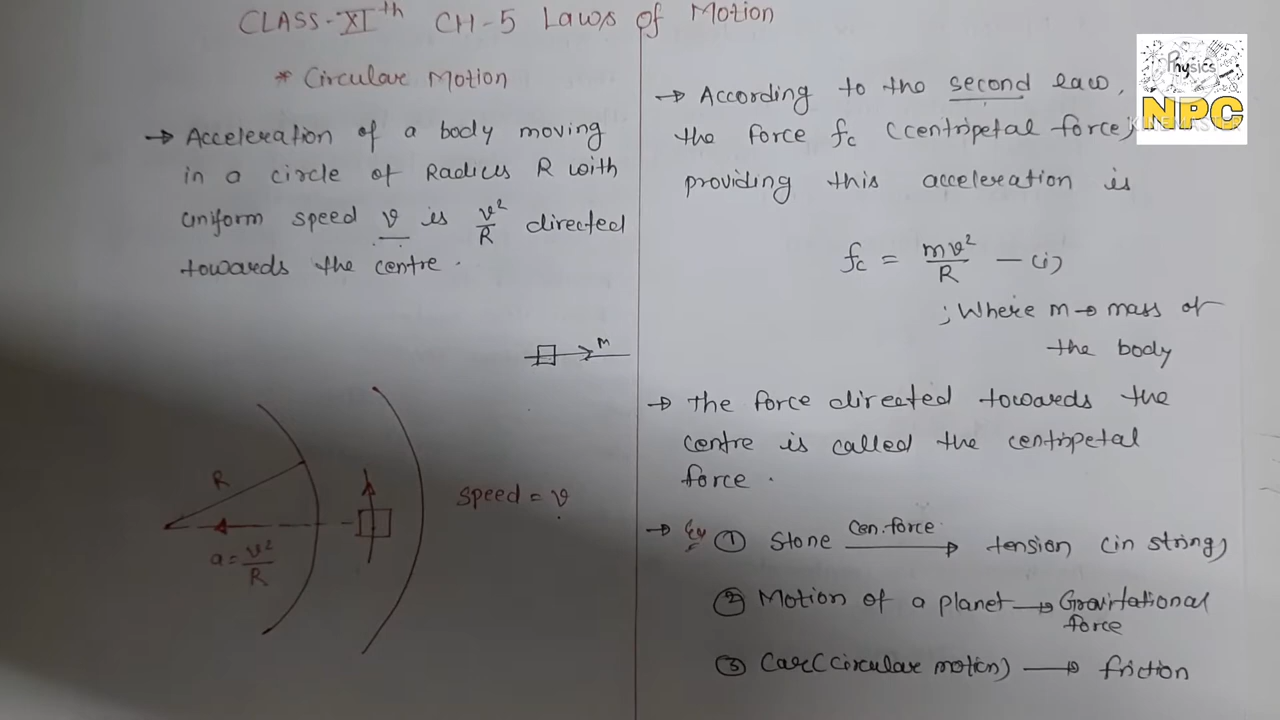 CLASS-XIth CH-5 Laws of Motion
* Circular Motion
→ Acceleration of a body moving
in a circle of Radius R with
uniform speed v is v²/R directed
towards the centre.
M
R
a = v²/R
speed = v
→ According to the second law,
the force fc (centripetal force)
providing this acceleration is
fc = mv²/R — (i)
; Where m → mass of
the body
→ The force directed towards the
centre is called the centripetal
force.
→ Ex ① Stone Cen. force → tension (in string)
② Motion of a planet → Gravitational
force
③ Car (circular motion) → friction
Physics
NPC